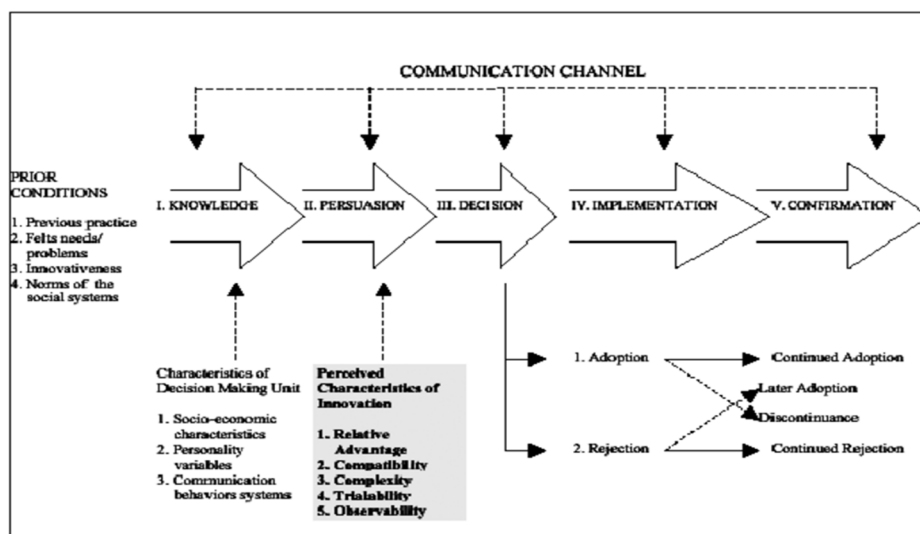 COMMUNICATION CHANNEL
PRIOR
CONDITIONS
1. Previous practice
2. Felts needs/
problems
3. Innovativeness
4. Norms of the
social systems
I. KNOWLEDGE
II. PERSUASION
III. DECISION
IV. IMPLEMENTATION
V. CONFIRMATION
Characteristics of
Decision Making Unit
1. Socio-economic
characteristics
2. Personality
variables
3. Communication
behaviors systems
Perceived
Characteristics of
Innovation
1. Relative
Advantage
2. Compatibility
3. Complexity
4. Trialability
5. Observability
1. Adoption
2. Rejection
Continued Adoption
Later Adoption
Discontinuance
Continued Rejection